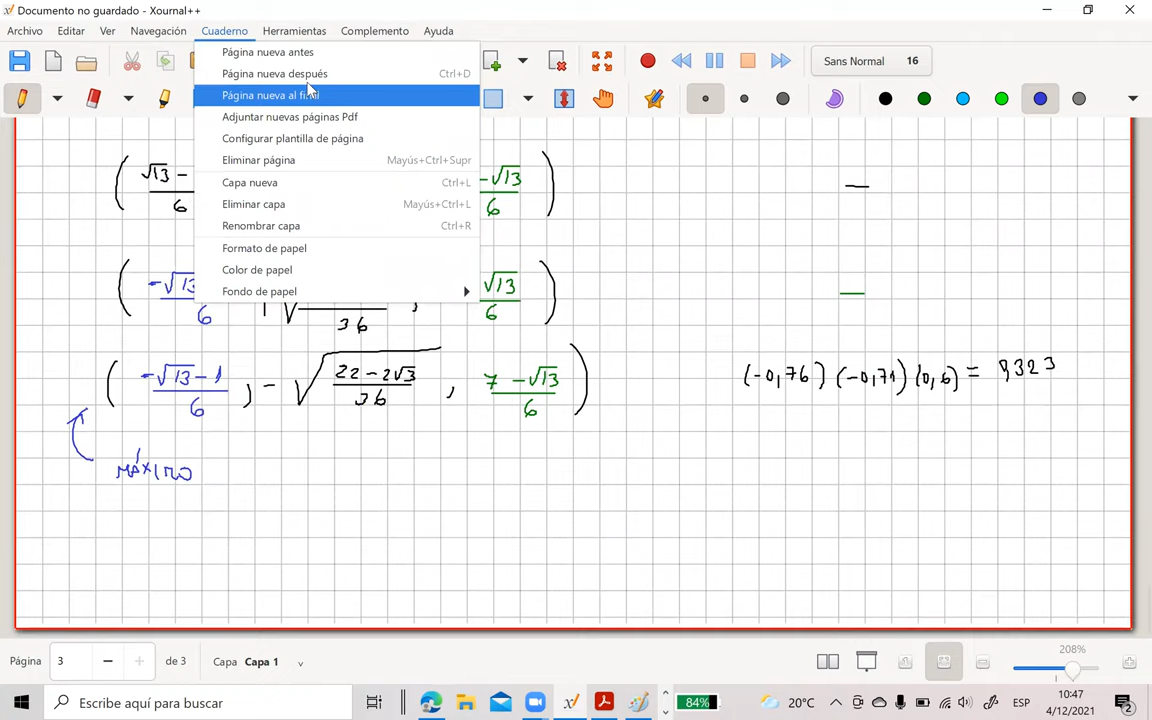 Documento no guardado - Xournal++
Archivo Editar Ver Navegación Cuaderno Herramientas Complemento Ayuda
Página nueva antes
Página nueva después Ctrl+D
Página nueva al final
Adjuntar nuevas páginas Pdf
Configurar plantilla de página
Eliminar página Mayús+Ctrl+Supr
Capa nueva Ctrl+L
Eliminar capa Mayús+Ctrl+L
Renombrar capa Ctrl+R
Formato de papel
Color de papel
Fondo de papel
Sans Normal 16
( √13 - / 6 -√13 / 6 ) —
( -√13 / 6 √ / 36 , √13 / 6 ) —
( -√13 - 1 / 6 , - √ 22 - 2√13 / 36 , 7 - √13 / 6 ) (-0,76) (-0,71) (0,6) = 0,323
MÁXIMO
Página 3 de 3 Capa Capa 1 208%
Escribe aquí para buscar 84% 20°C ESP 10:47
4/12/2021 2